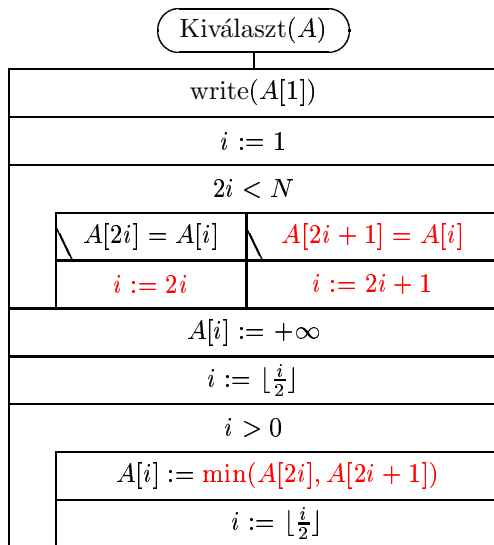 Kiválaszt(A)
write(A[1])
i := 1
2i < N
A[2i] = A[i] A[2i + 1] = A[i]
i := 2i i := 2i + 1
A[i] := +∞
i := ⌊i/2⌋
i > 0
A[i] := min(A[2i], A[2i + 1])
i := ⌊i/2⌋